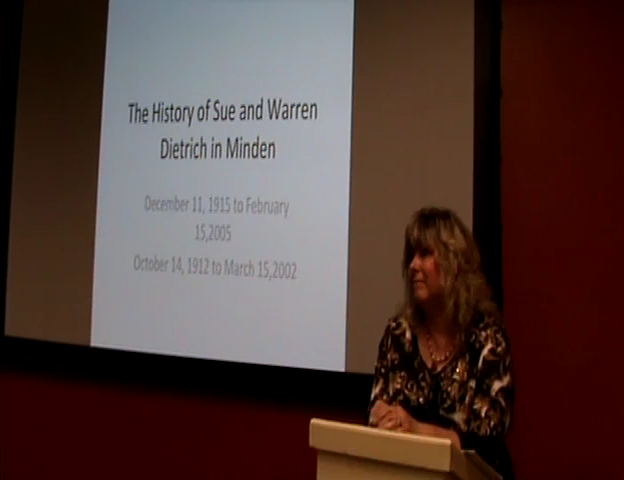 The History of Sue and Warren
Dietrich in Minden
December 11, 1915 to February
15,2005
October 14, 1912 to March 15,2002